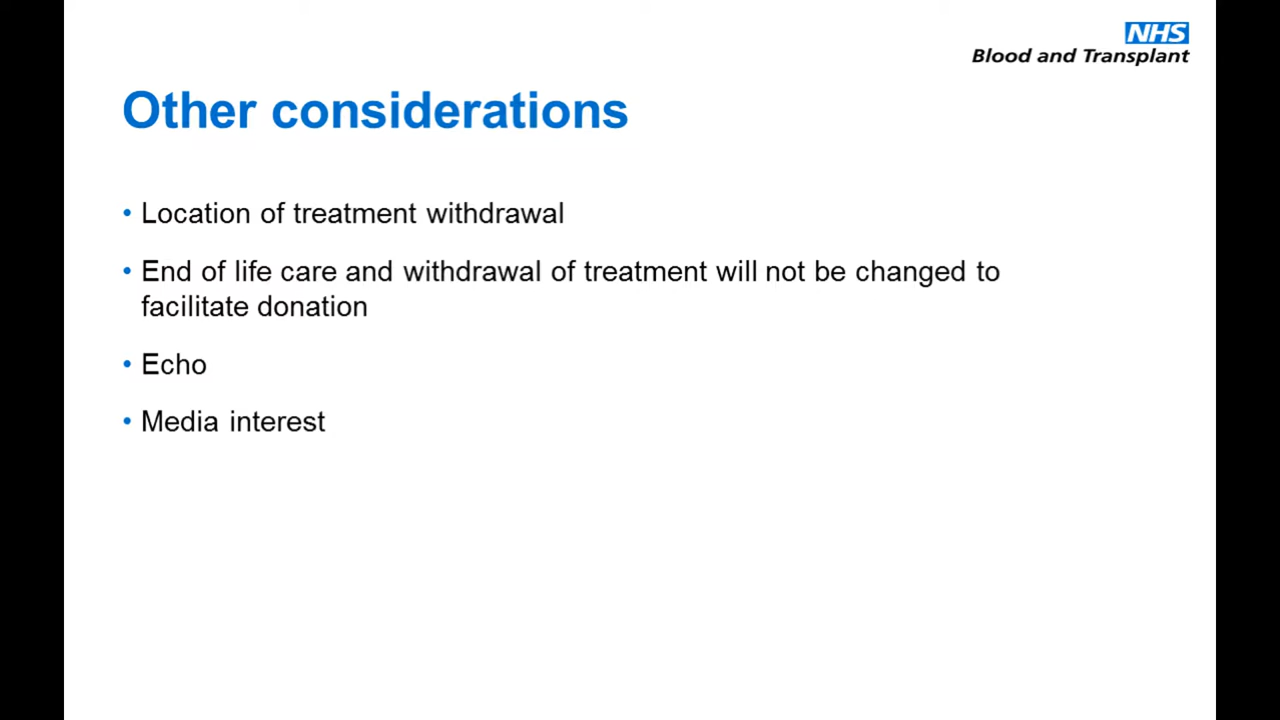 NHS
Blood and Transplant
Other considerations
• Location of treatment withdrawal
• End of life care and withdrawal of treatment will not be changed to
facilitate donation
• Echo
• Media interest